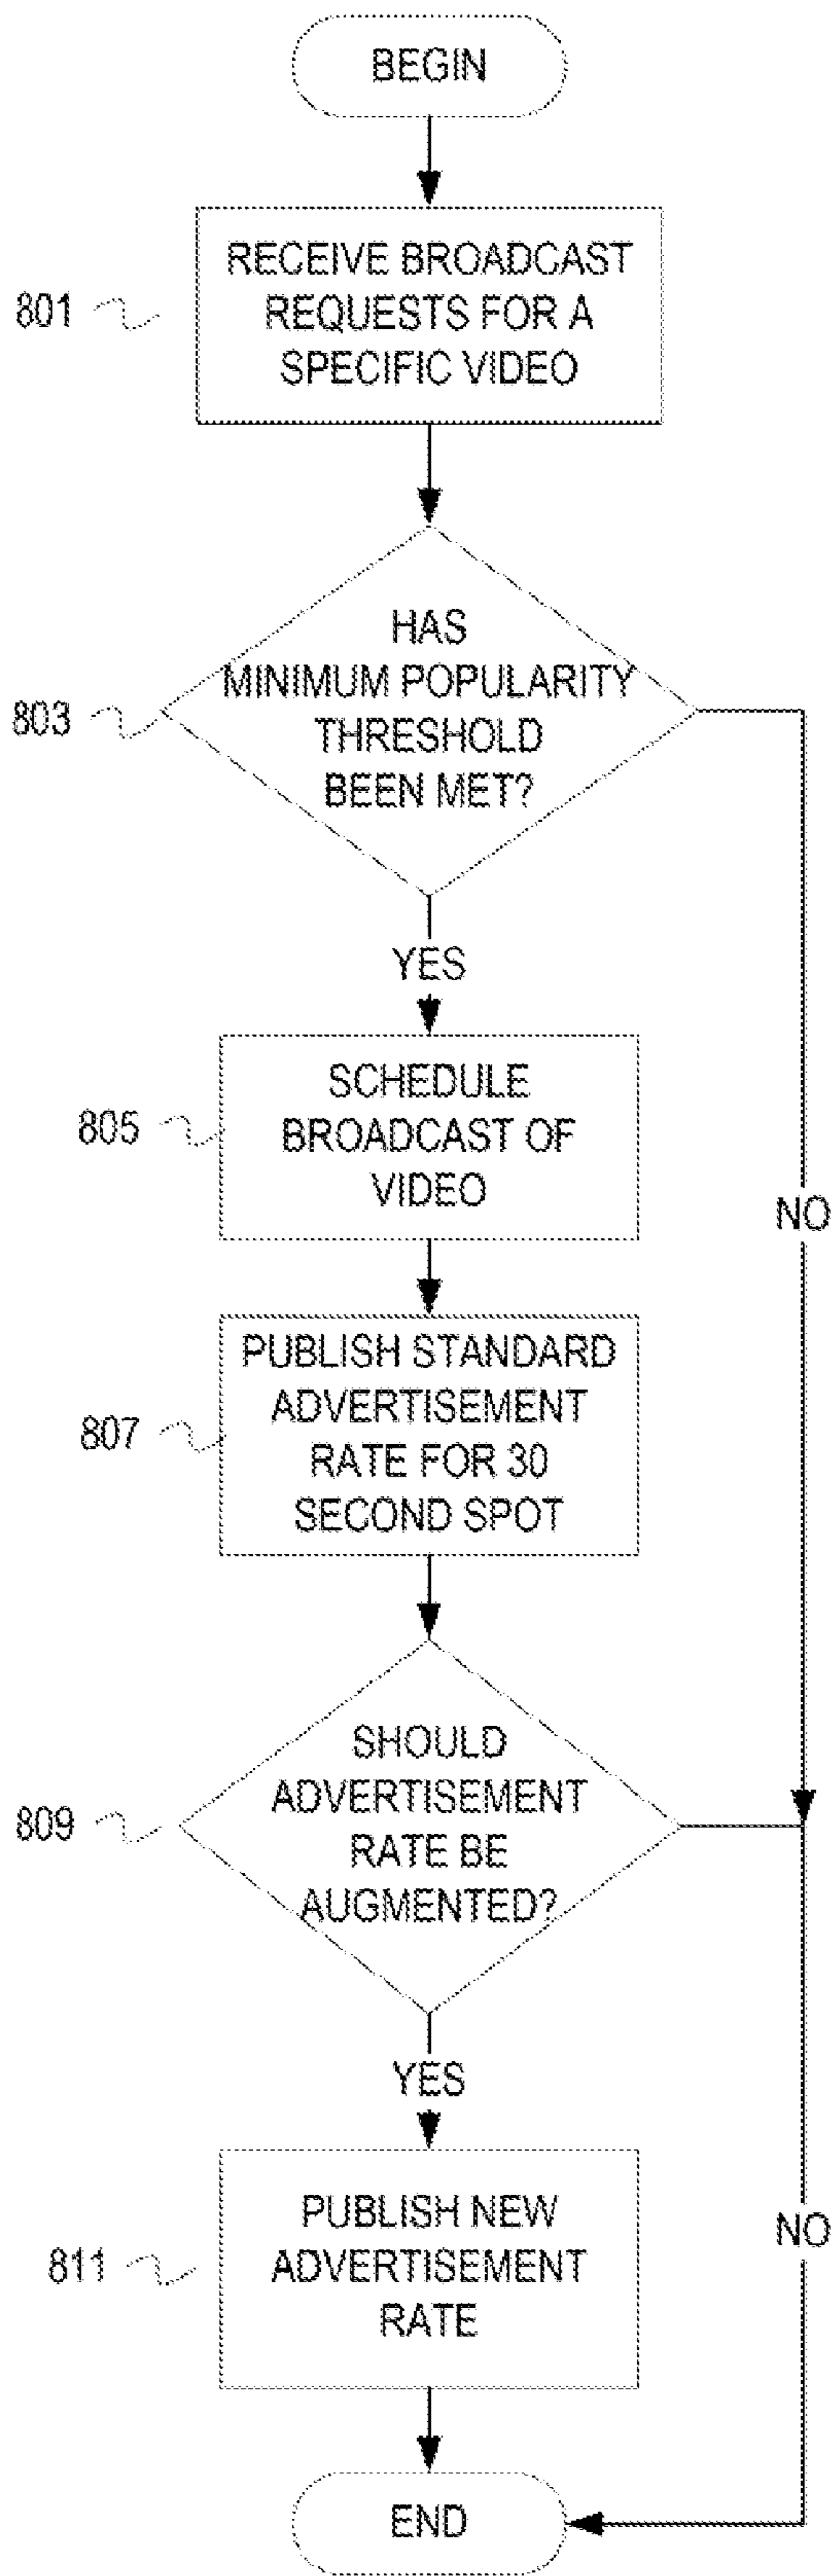 BEGIN
801
RECEIVE BROADCAST
REQUESTS FOR A
SPECIFIC VIDEO
803
HAS
MINIMUM POPULARITY
THRESHOLD
BEEN MET?
YES
NO
805
SCHEDULE
BROADCAST OF
VIDEO
807
PUBLISH STANDARD
ADVERTISEMENT
RATE FOR 30
SECOND SPOT
809
SHOULD
ADVERTISEMENT
RATE BE
AUGMENTED?
YES
NO
811
PUBLISH NEW
ADVERTISEMENT
RATE
END